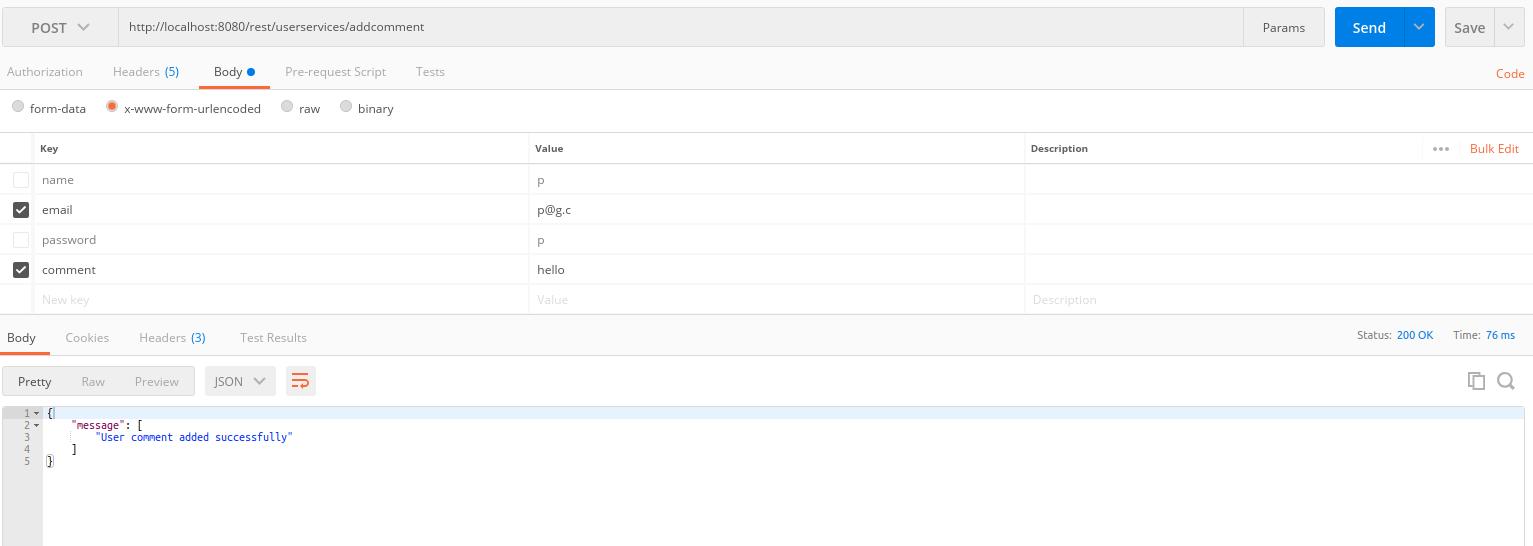 POST http://localhost:8080/rest/userservices/addcomment Params Send Save
Authorization Headers (5) Body Pre-request Script Tests Code
form-data x-www-form-urlencoded raw binary
Key Value Description ••• Bulk Edit
name p
email p@g.c
password p
comment hello
New key Value Description
Body Cookies Headers (3) Test Results Status: 200 OK Time: 76 ms
Pretty Raw Preview JSON
1 {
2 "message": [
3 "User comment added successfully"
4 ]
5 }